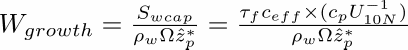 $W_{growth} = \frac{S_{wcap}}{\rho_w \Omega \hat{z}_p^*} = \frac{\tau_f c_{eff} \times (c_p U_{10N}^{-1})}{\rho_w \Omega \hat{z}_p^*}$